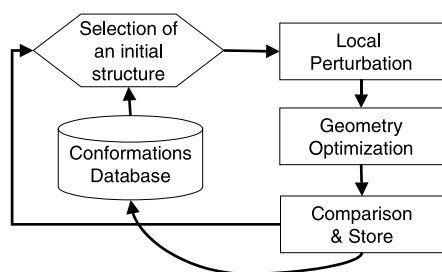 Selection of
an initial
structure
Local
Perturbation
Geometry
Optimization
Conformations
Database
Comparison
& Store